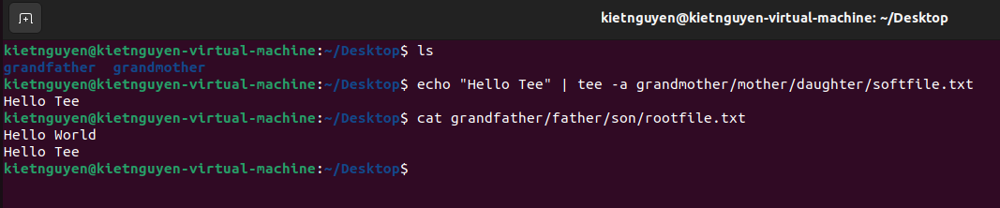 kietnguyen@kietnguyen-virtual-machine: ~/Desktop
kietnguyen@kietnguyen-virtual-machine:~/Desktop$ ls
grandfather  grandmother
kietnguyen@kietnguyen-virtual-machine:~/Desktop$ echo "Hello Tee" | tee -a grandmother/mother/daughter/softfile.txt
Hello Tee
kietnguyen@kietnguyen-virtual-machine:~/Desktop$ cat grandfather/father/son/rootfile.txt
Hello World
Hello Tee
kietnguyen@kietnguyen-virtual-machine:~/Desktop$